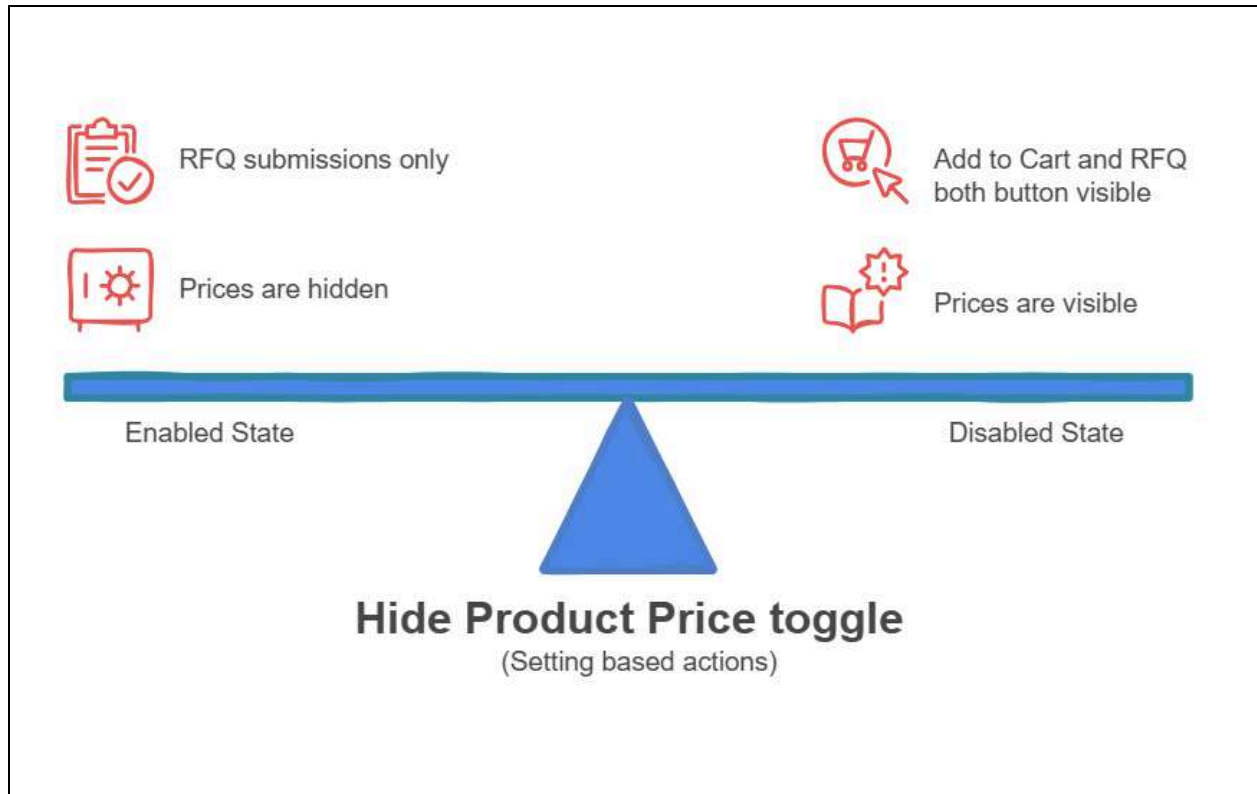 RFQ submissions only
Prices are hidden
Add to Cart and RFQ
both button visible
Prices are visible
Enabled State
Disabled State
Hide Product Price toggle
(Setting based actions)